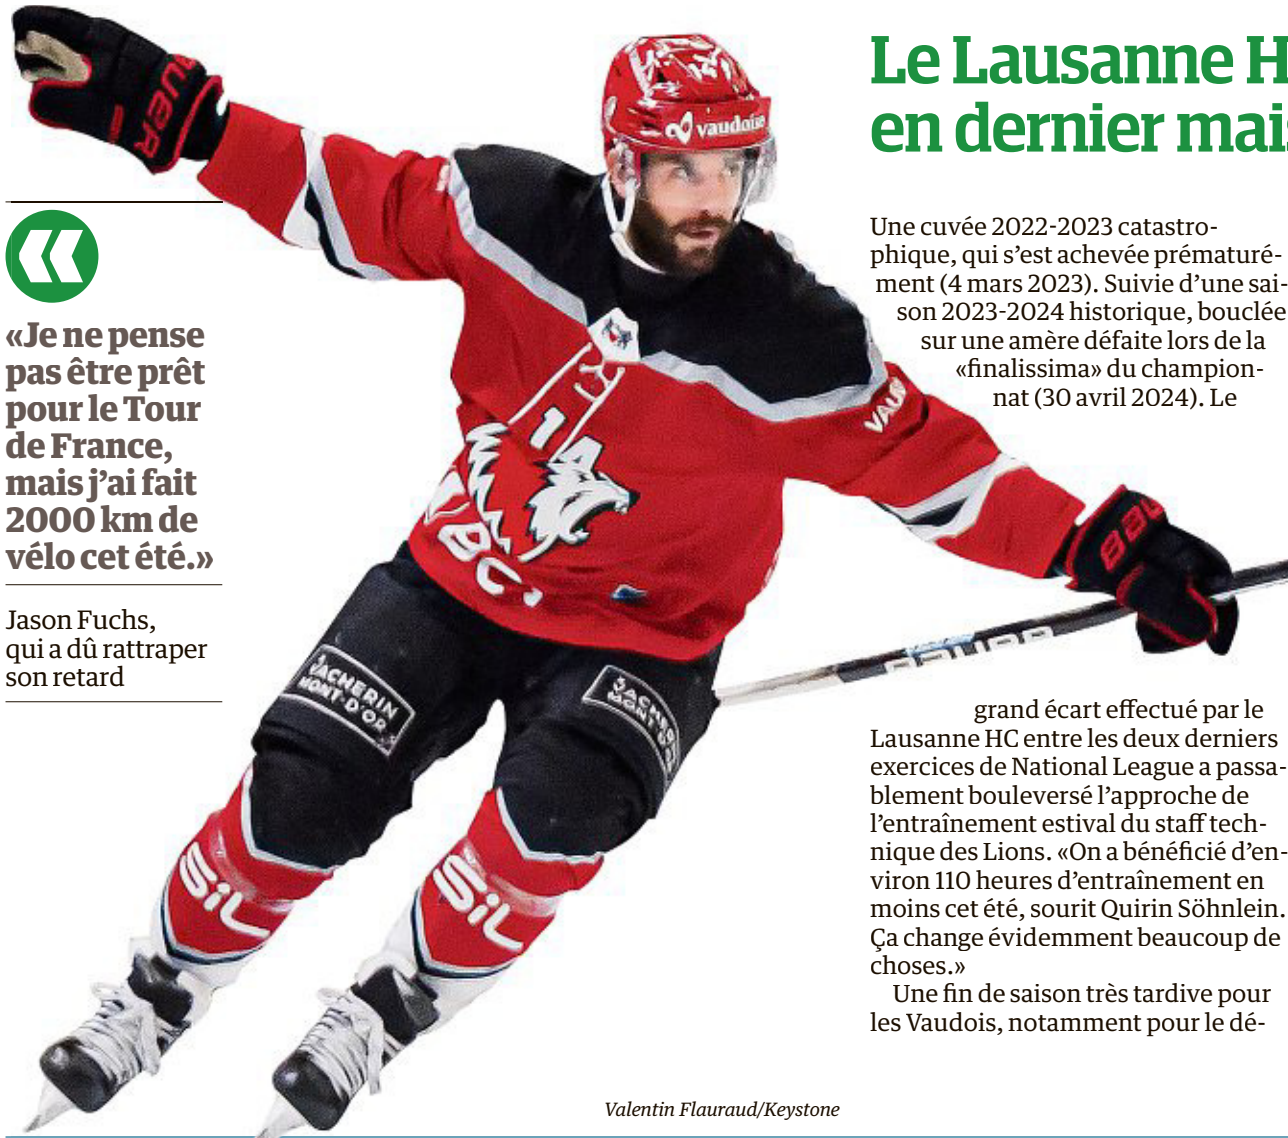 Le Lausanne H
en dernier mais
«Je ne pense
pas être prêt
pour le Tour
de France,
mais j’ai fait
2000 km de
vélo cet été.»
Jason Fuchs,
qui a dû rattraper
son retard
Une cuvée 2022-2023 catastro-
phique, qui s’est achevée prématuré-
ment (4 mars 2023). Suivie d’une sai-
son 2023-2024 historique, bouclée
sur une amère défaite lors de la
«finalissima» du champion-
nat (30 avril 2024). Le
grand écart effectué par le
Lausanne HC entre les deux derniers
exercices de National League a passa-
blement bouleversé l’approche de
l’entraînement estival du staff tech-
nique des Lions. «On a bénéficié d’en-
viron 110 heures d’entraînement en
moins cet été, sourit Quirin Söhnlein.
Ça change évidemment beaucoup de
choses.»
Une fin de saison très tardive pour
les Vaudois, notamment pour le dé-
vaudoise
BAUER
VACHERIN
MONT-D'OR
SiL
SiL
Valentin Flauraud/Keystone